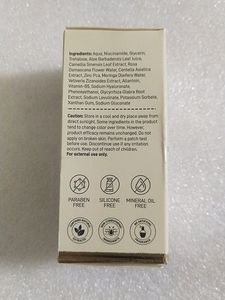 Ingredients: Aqua, Niacinamide, Glycerin,
Trehalose, Aloe Barbadensis Leaf Juice,
Camellia Sinensis Leaf Extract, Rosa
Damascena Flower Water, Centella Asiatica
Extract, Zinc Pca, Moringa Oleifera Water,
Vetiveria Zizanoides Extract, Allantoin,
Vitamin-B5, Sodium Hyaluronate,
Phenoxyethanol, Glycyrrhiza Glabra Root
Extract, Sodium Levulinate, Potassium Sorbate,
Xanthan Gum, Sodium Gluconate
Caution: Store in a cool and dry place away from
direct sunlight. Some ingredients in the product
tend to change color over time. However,
product efficacy remains unchanged. Do not
apply on broken skin. Perform a patch test
before use. Discontinue use if any irritation
occurs. Keep out of reach of children.
For external use only.
PARABEN FREE
SILICONE FREE
MINERAL OIL FREE